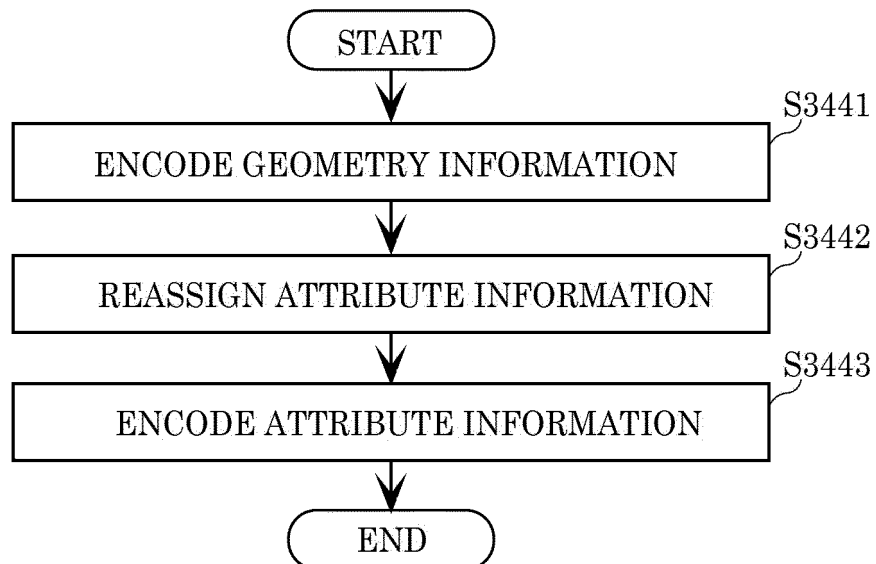 START
S3441
ENCODE GEOMETRY INFORMATION
S3442
REASSIGN ATTRIBUTE INFORMATION
S3443
ENCODE ATTRIBUTE INFORMATION
END